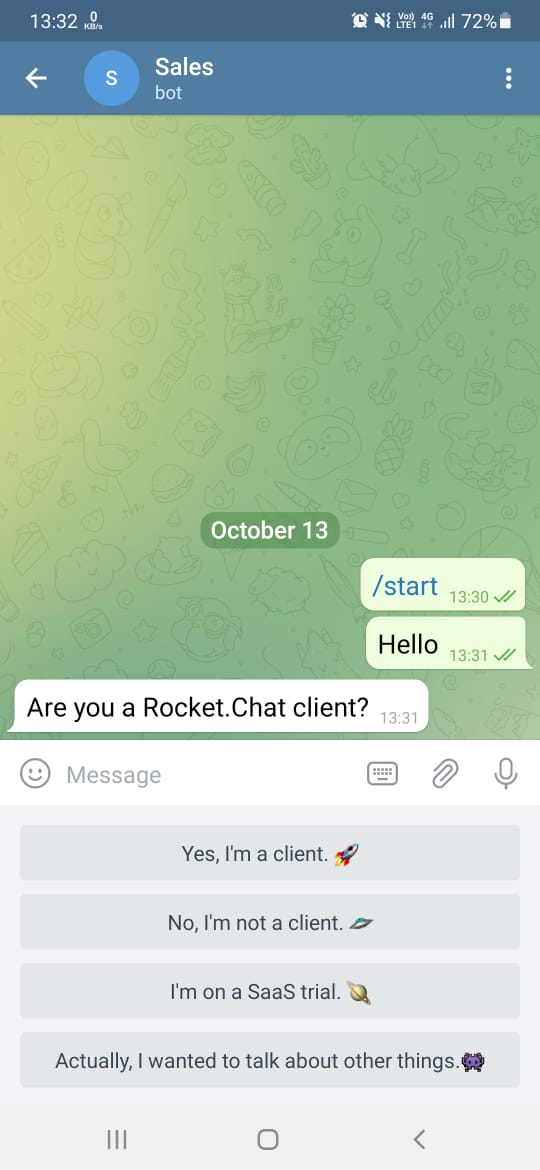 13:32 0 KB/s Vo)) LTE1 4G 72%
S
Sales
bot
October 13
/start 13:30
Hello 13:31
Are you a Rocket.Chat client? 13:31
Message
Yes, I'm a client. 🚀
No, I'm not a client. 🛸
I'm on a SaaS trial. 🪐
Actually, I wanted to talk about other things.👾